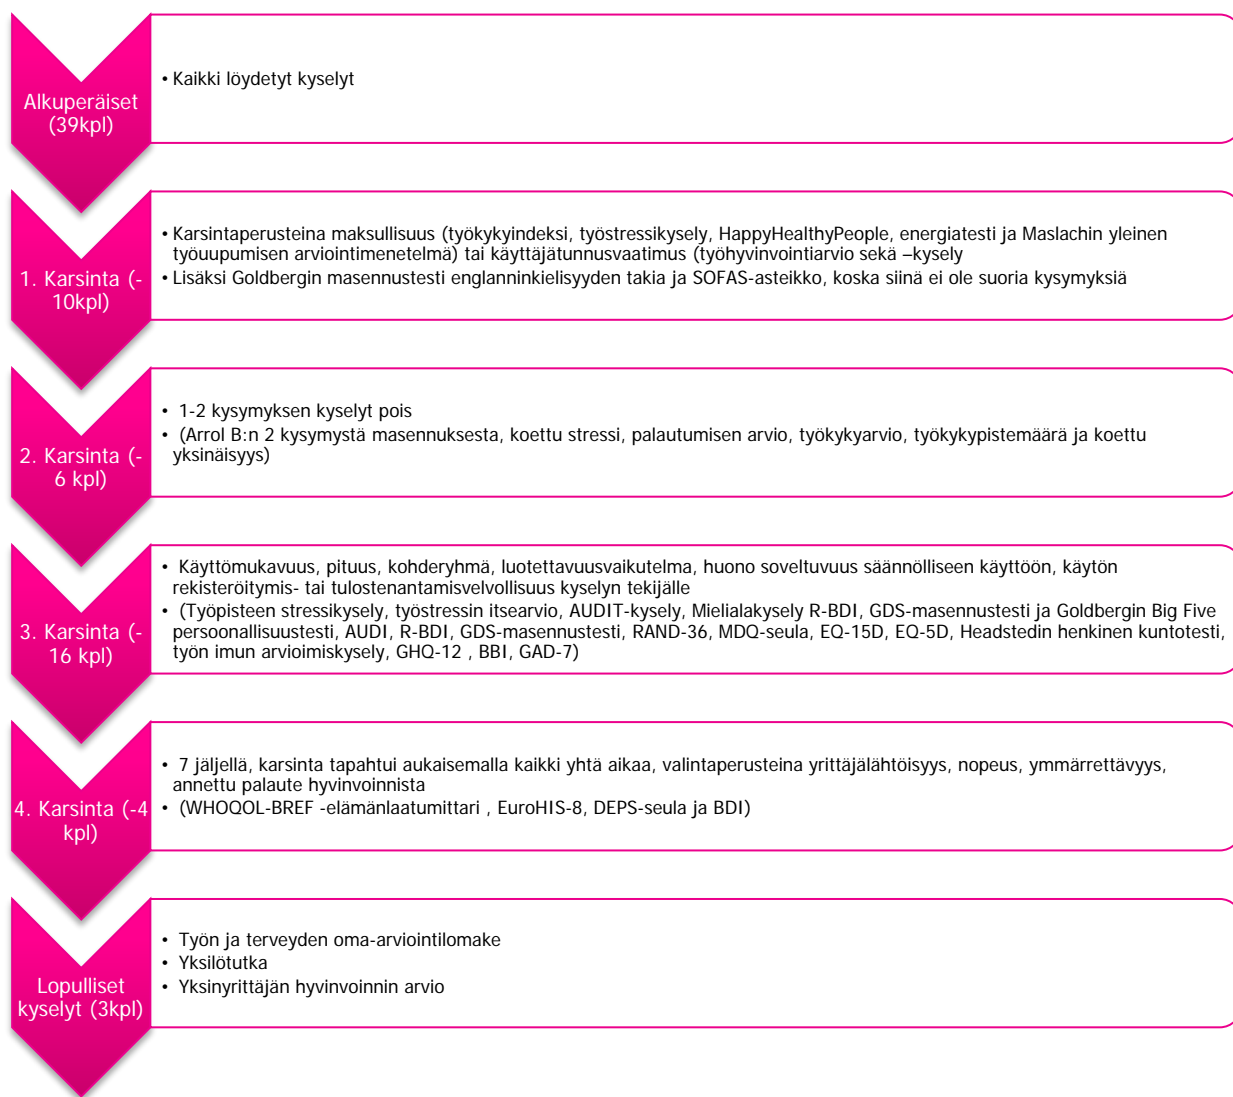 Alkuperäiset
(39kpl)
• Kaikki löydetyt kyselyt
1. Karsinta (-
10kpl)
• Karsintaperusteina maksullisuus (työkykyindeksi, työstressikysely, HappyHealthyPeople, energiatesti ja Maslachin yleinen
työuupumisen arviointimenetelmä) tai käyttäjätunnusvaatimus (työhyvinvointiarvio sekä –kysely
• Lisäksi Goldbergin masennustesti englanninkielisyyden takia ja SOFAS-asteikko, koska siinä ei ole suoria kysymyksiä
2. Karsinta (-
6 kpl)
• 1-2 kysymyksen kyselyt pois
• (Arrol B:n 2 kysymystä masennuksesta, koettu stressi, palautumisen arvio, työkykyarvio, työkykypistemäärä ja koettu
yksinäisyys)
3. Karsinta (-
16 kpl)
• Käyttömukavuus, pituus, kohderyhmä, luotettavuusvaikutelma, huono soveltuvuus säännölliseen käyttöön, käytön
rekisteröitymis- tai tulostenantamisvelvollisuus kyselyn tekijälle
• (Työpisteen stressikysely, työstressin itsearvio, AUDIT-kysely, Mielialakysely R-BDI, GDS-masennustesti ja Goldbergin Big Five
persoonallisuustesti, AUDI, R-BDI, GDS-masennustesti, RAND-36, MDQ-seula, EQ-15D, EQ-5D, Headstedin henkinen kuntotesti,
työn imun arvioimiskysely, GHQ-12 , BBI, GAD-7)
4. Karsinta (-4
kpl)
• 7 jäljellä, karsinta tapahtui aukaisemalla kaikki yhtä aikaa, valintaperusteina yrittäjälähtöisyys, nopeus, ymmärrettävyys,
annettu palaute hyvinvoinnista
• (WHOQOL-BREF -elämänlaatumittari , EuroHIS-8, DEPS-seula ja BDI)
Lopulliset
kyselyt (3kpl)
• Työn ja terveyden oma-arviointilomake
• Yksilötutka
• Yksinyrittäjän hyvinvoinnin arvio